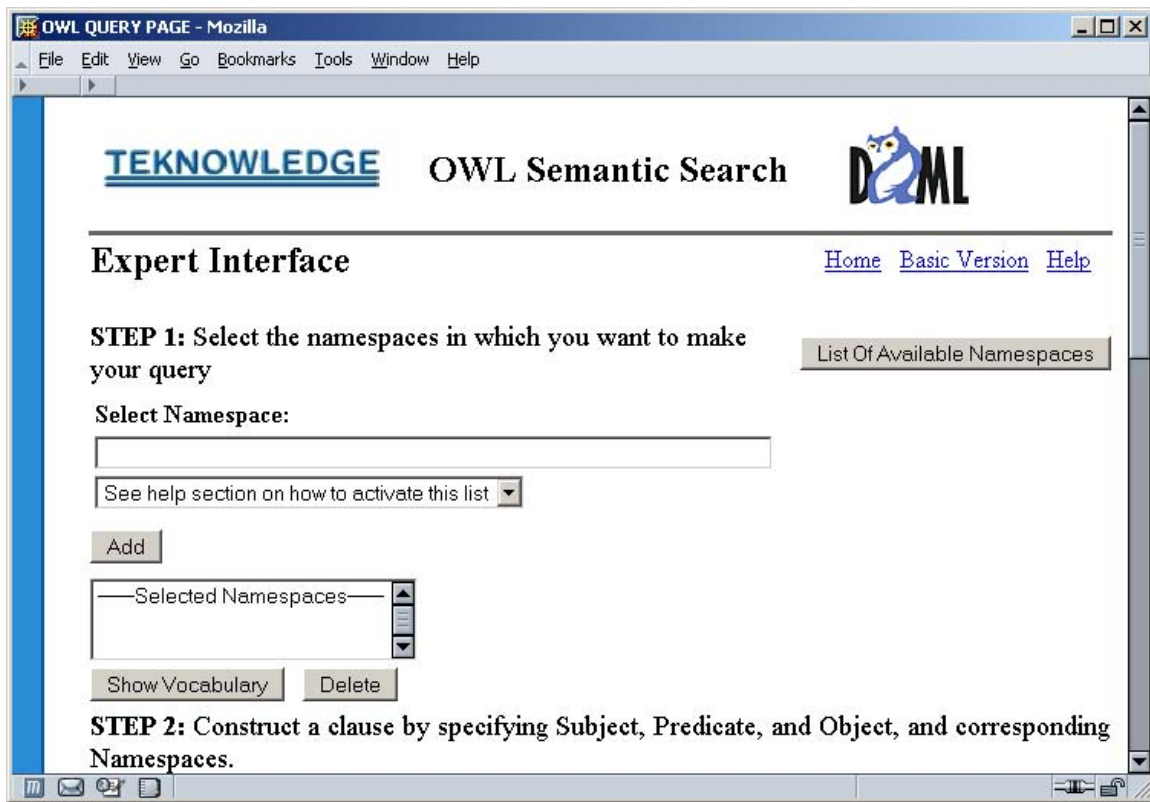 OWL QUERY PAGE - Mozilla
File Edit View Go Bookmarks Tools Window Help
TEKNOWLEDGE OWL Semantic Search DAML
Expert Interface Home Basic Version Help
STEP 1: Select the namespaces in which you want to make
your query
List Of Available Namespaces
Select Namespace:
See help section on how to activate this list
Add
——Selected Namespaces——
Show Vocabulary Delete
STEP 2: Construct a clause by specifying Subject, Predicate, and Object, and corresponding
Namespaces.